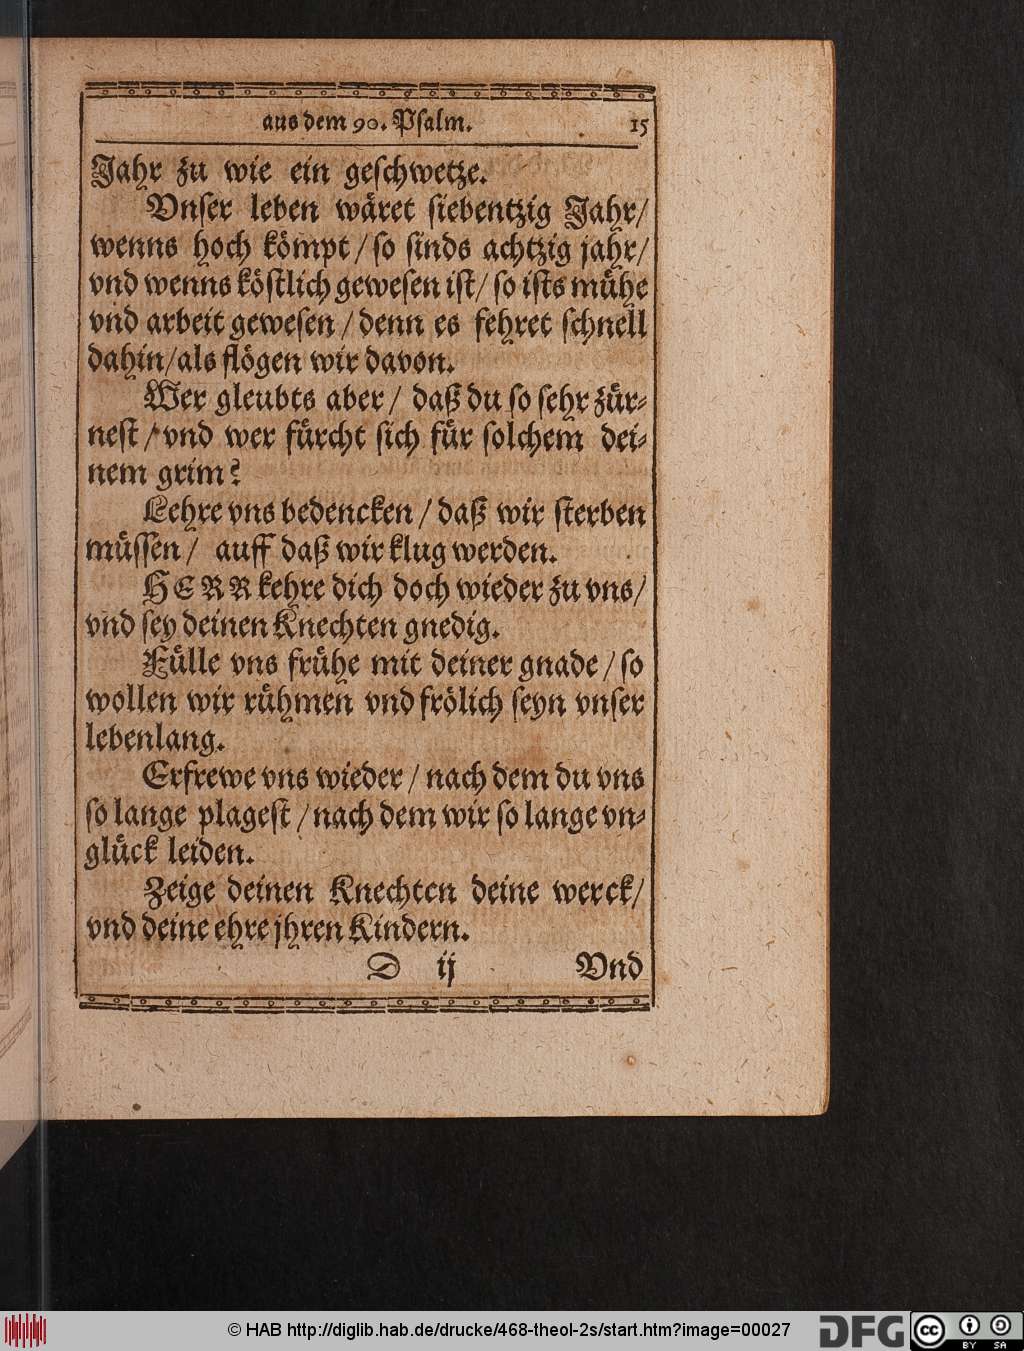 aus dem 90. Psalm. 15
Jahr zu wie ein geſchwetze.
Vnſer leben wäret ſiebentzig Jahr/
wenns hoch kömpt / ſo ſinds achtzig jahr/
vnd wenns köſtlich geweſen iſt/ ſo iſts mühe
vnd arbeit geweſen / denn es fehret ſchnell
dahin/als flögen wir davon.
Wer gleubts aber / daß du ſo ſehr zür-
neſt / vnd wer fürcht ſich für ſolchem dei-
nem grim?
Lehre vns bedencken / daß wir ſterben
müſſen / auff daß wir klug werden.
HERR kehre dich doch wieder zu vns/
vnd ſey deinen Knechten gnedig.
Fülle vns frühe mit deiner gnade / ſo
wollen wir rühmen vnd frölich ſeyn vnſer
lebenlang.
Erfrewe vns wieder / nach dem du vns
ſo lange plageſt / nach dem wir ſo lange vn-
glück leiden.
Zeige deinen Knechten deine werck/
vnd deine ehre jhren Kindern.
D ij Vnd
© HAB http://diglib.hab.de/drucke/468-theol-2s/start.htm?image=00027
DFG
cc BY SA